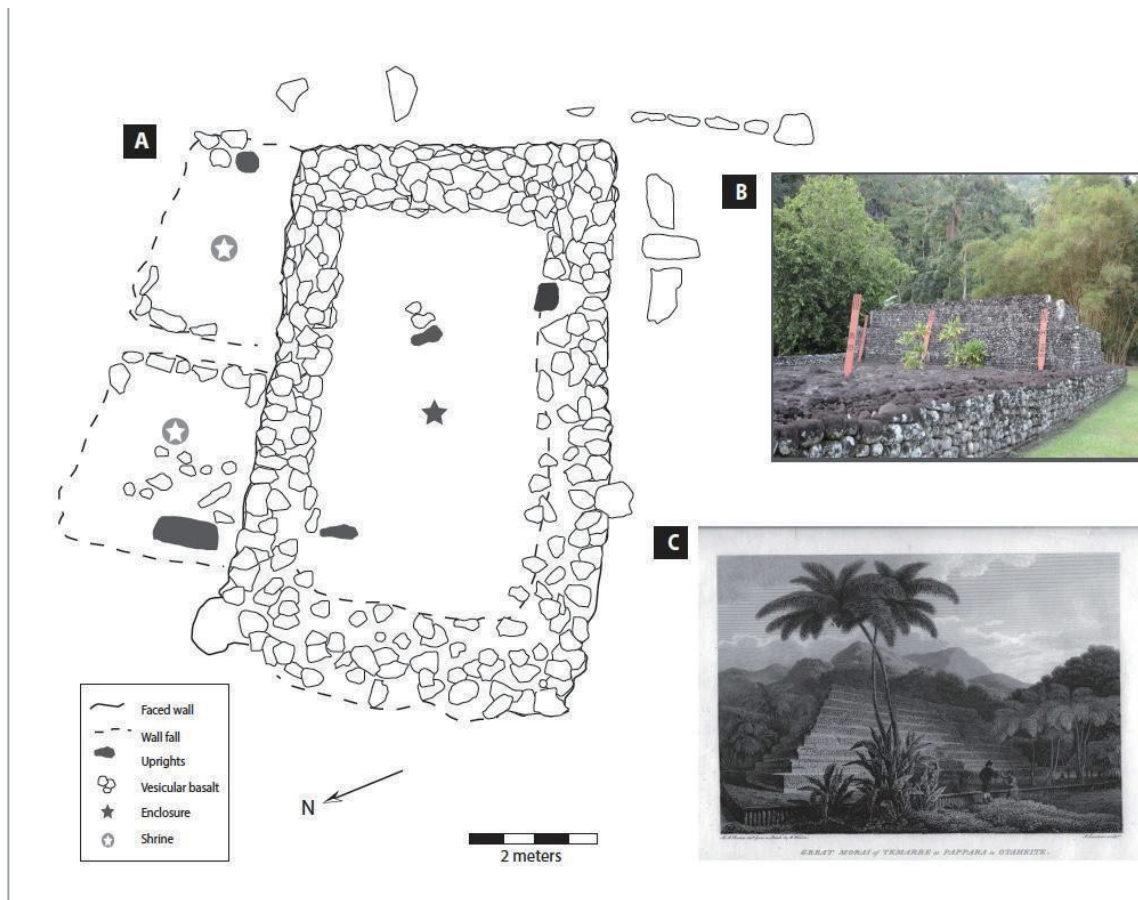 A
B
C
Faced wall
Wall fall
Uprights
Vesicular basalt
Enclosure
Shrine
N
2 meters
GREAT MORAI of TEMARRE at PAPPARA in OTAHEITE.